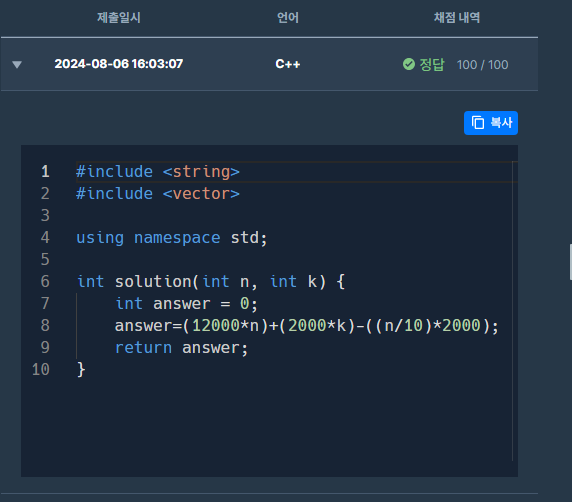 제출일시 언어 채점 내역
2024-08-06 16:03:07 C++ 정답 100 / 100
복사
1 #include <string>
2 #include <vector>
3
4 using namespace std;
5
6 int solution(int n, int k) {
7 int answer = 0;
8 answer=(12000*n)+(2000*k)-((n/10)*2000);
9 return answer;
10 }